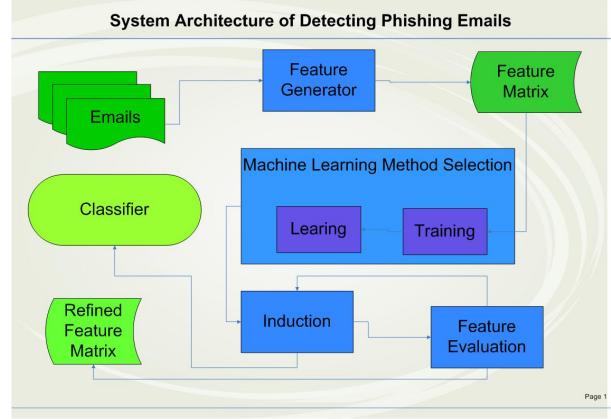 System Architecture of Detecting Phishing Emails
Emails
Feature
Generator
Feature
Matrix
Machine Learning Method Selection
Learing
Training
Classifier
Refined
Feature
Matrix
Induction
Feature
Evaluation
Page 1